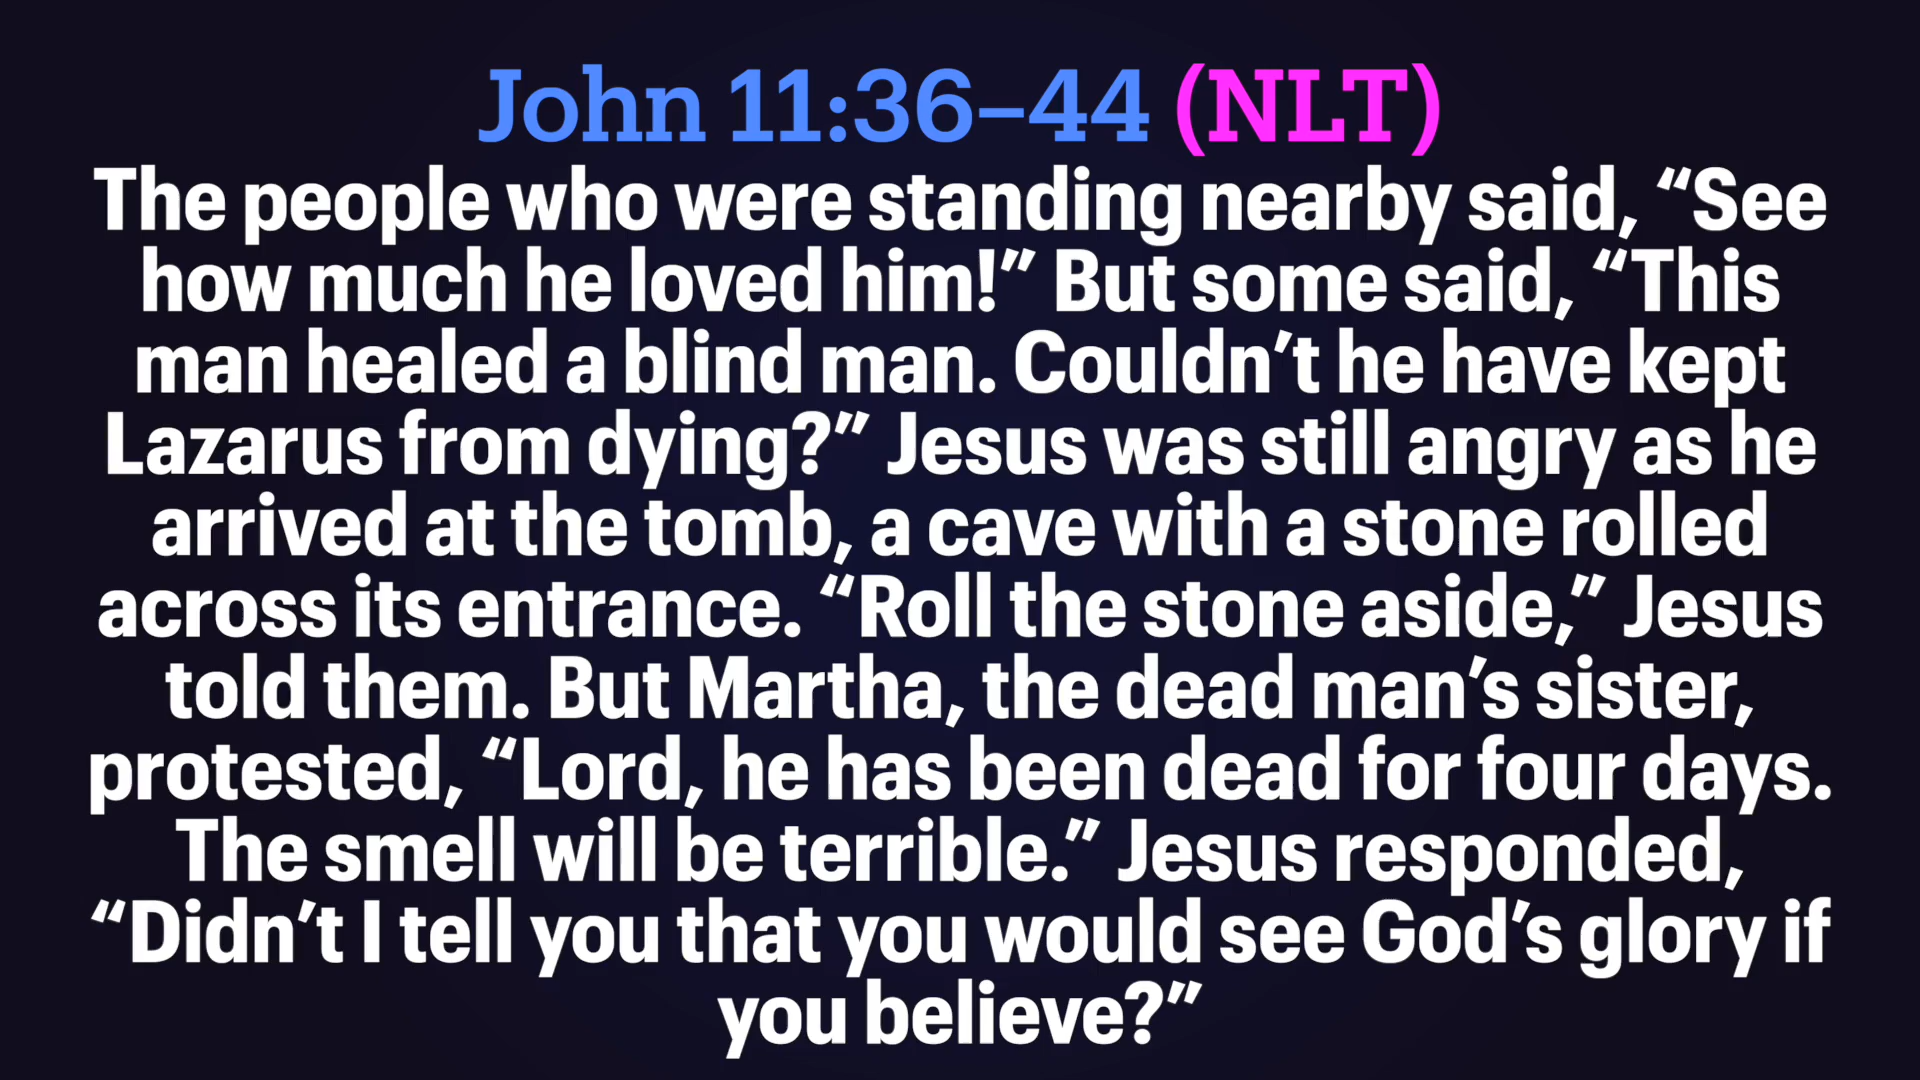 John 11:36–44 (NLT)
The people who were standing nearby said, “See
how much he loved him!” But some said, “This
man healed a blind man. Couldn’t he have kept
Lazarus from dying?” Jesus was still angry as he
arrived at the tomb, a cave with a stone rolled
across its entrance. “Roll the stone aside,” Jesus
told them. But Martha, the dead man’s sister,
protested, “Lord, he has been dead for four days.
The smell will be terrible.” Jesus responded,
“Didn’t I tell you that you would see God’s glory if
you believe?”